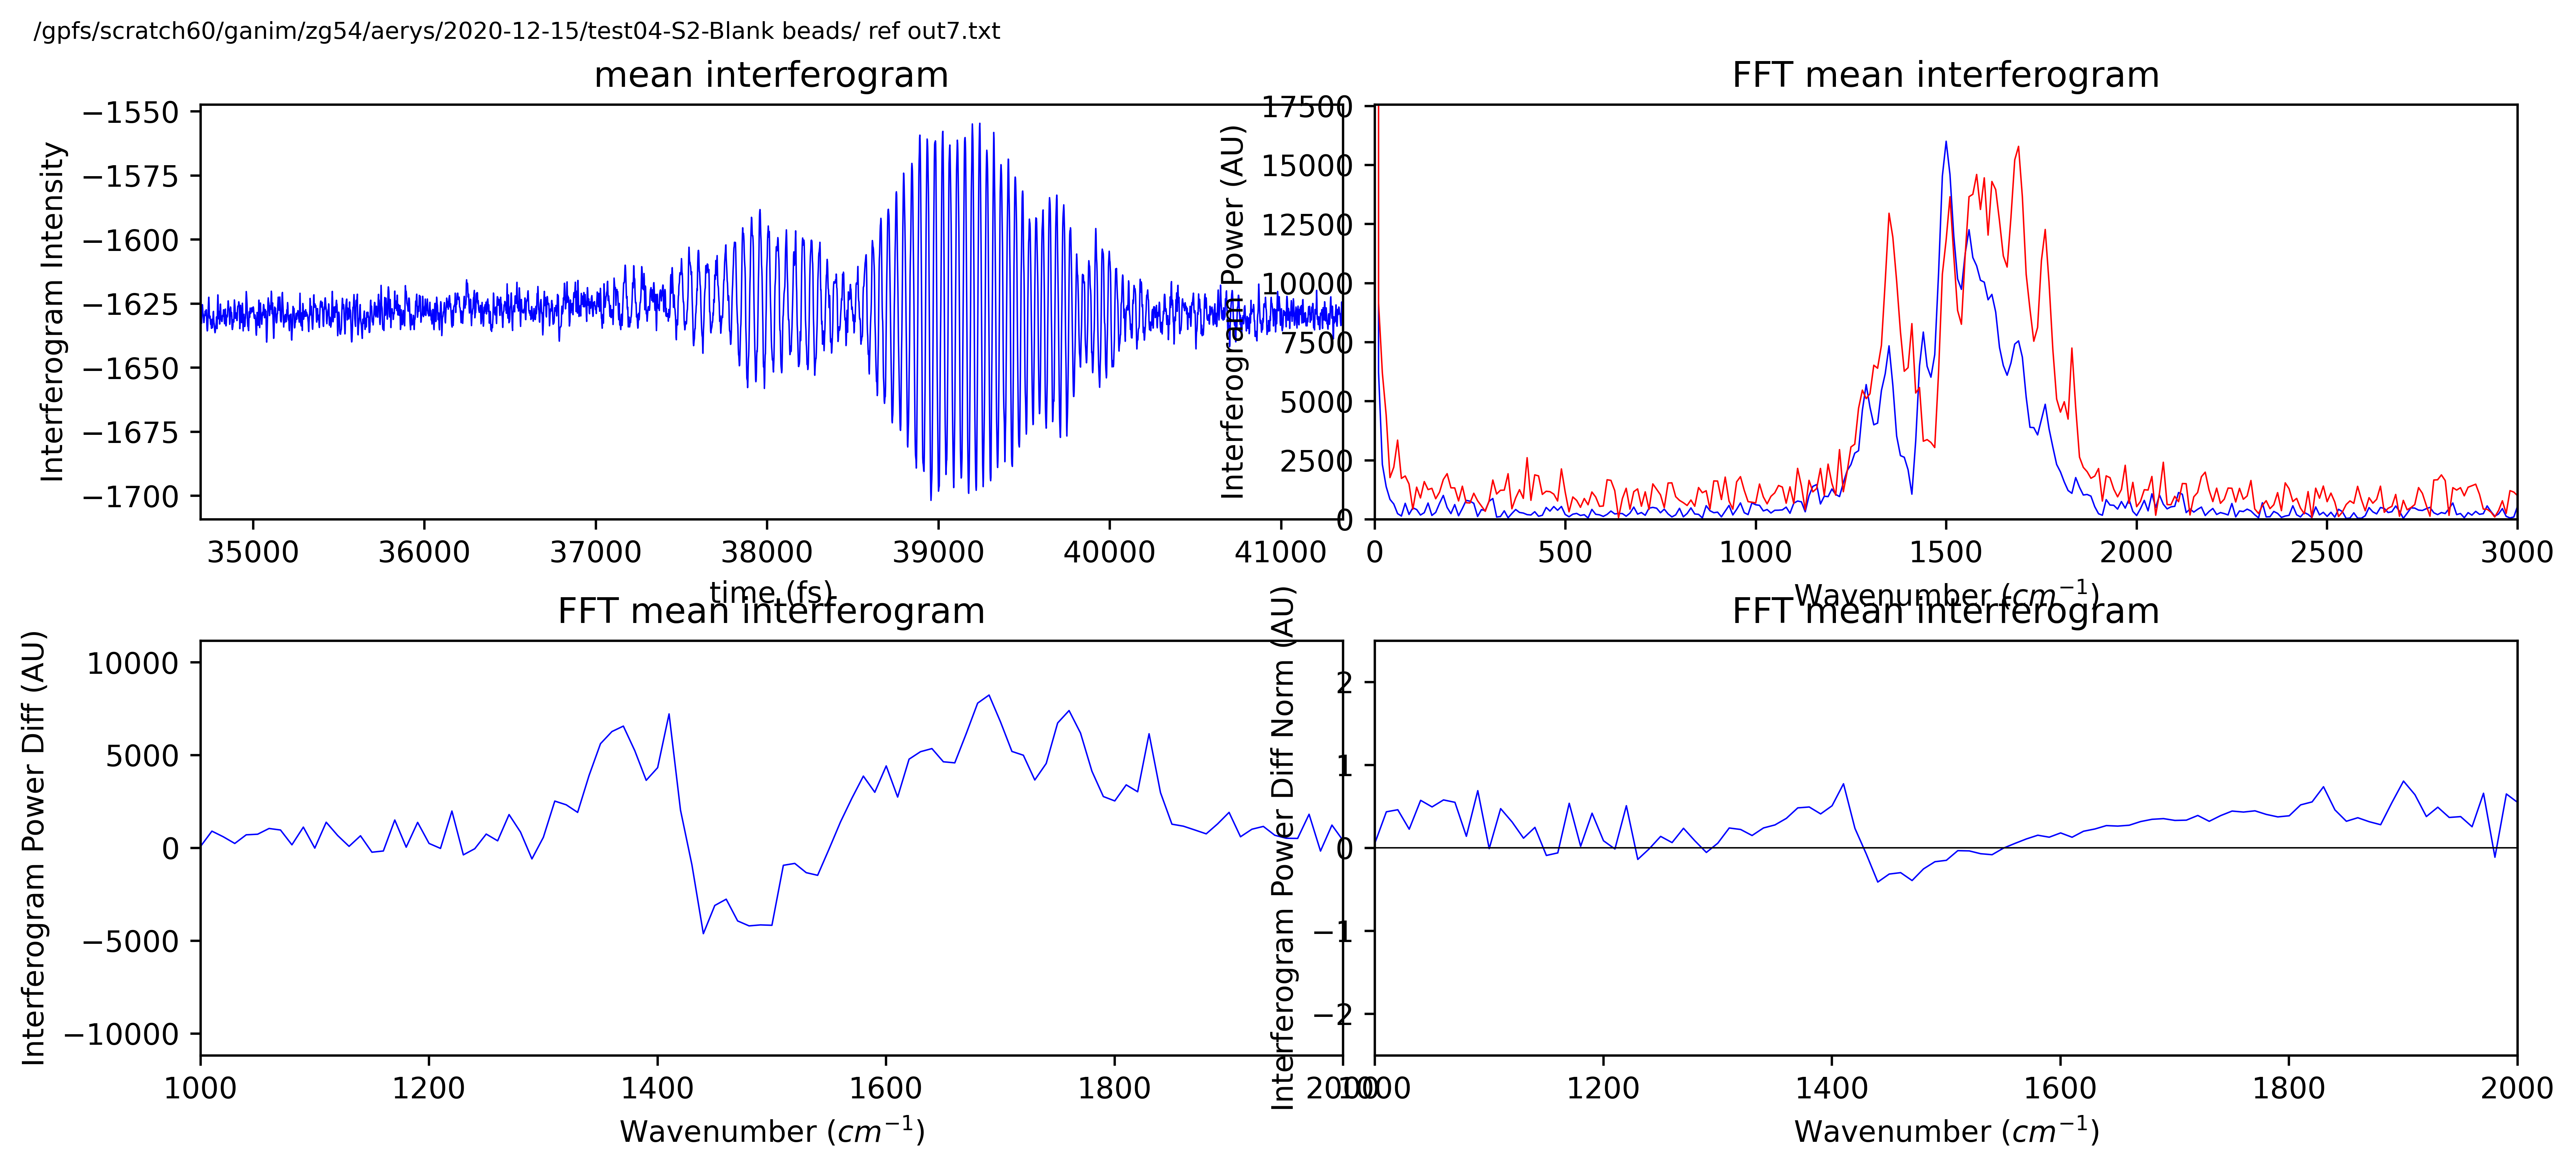 /gpfs/scratch60/ganim/zg54/aerys/2020-12-15/test04-S2-Blank beads/ ref out7.txt
mean interferogram
Interferogram Intensity
−1550
−1575
−1600
−1625
−1650
−1675
−1700
35000 36000 37000 38000 39000 40000 41000
time (fs)
FFT mean interferogram
Interferogram Power (AU)
17500
15000
12500
10000
7500
5000
2500
0
0 500 1000 1500 2000 2500 3000
Wavenumber (cm⁻¹)
FFT mean interferogram
Interferogram Power Diff (AU)
10000
5000
0
−5000
−10000
1000 1200 1400 1600 1800 2000
Wavenumber (cm⁻¹)
FFT mean interferogram
Interferogram Power Diff Norm (AU)
2
1
0
−1
−2
1000 1200 1400 1600 1800 2000
Wavenumber (cm⁻¹)